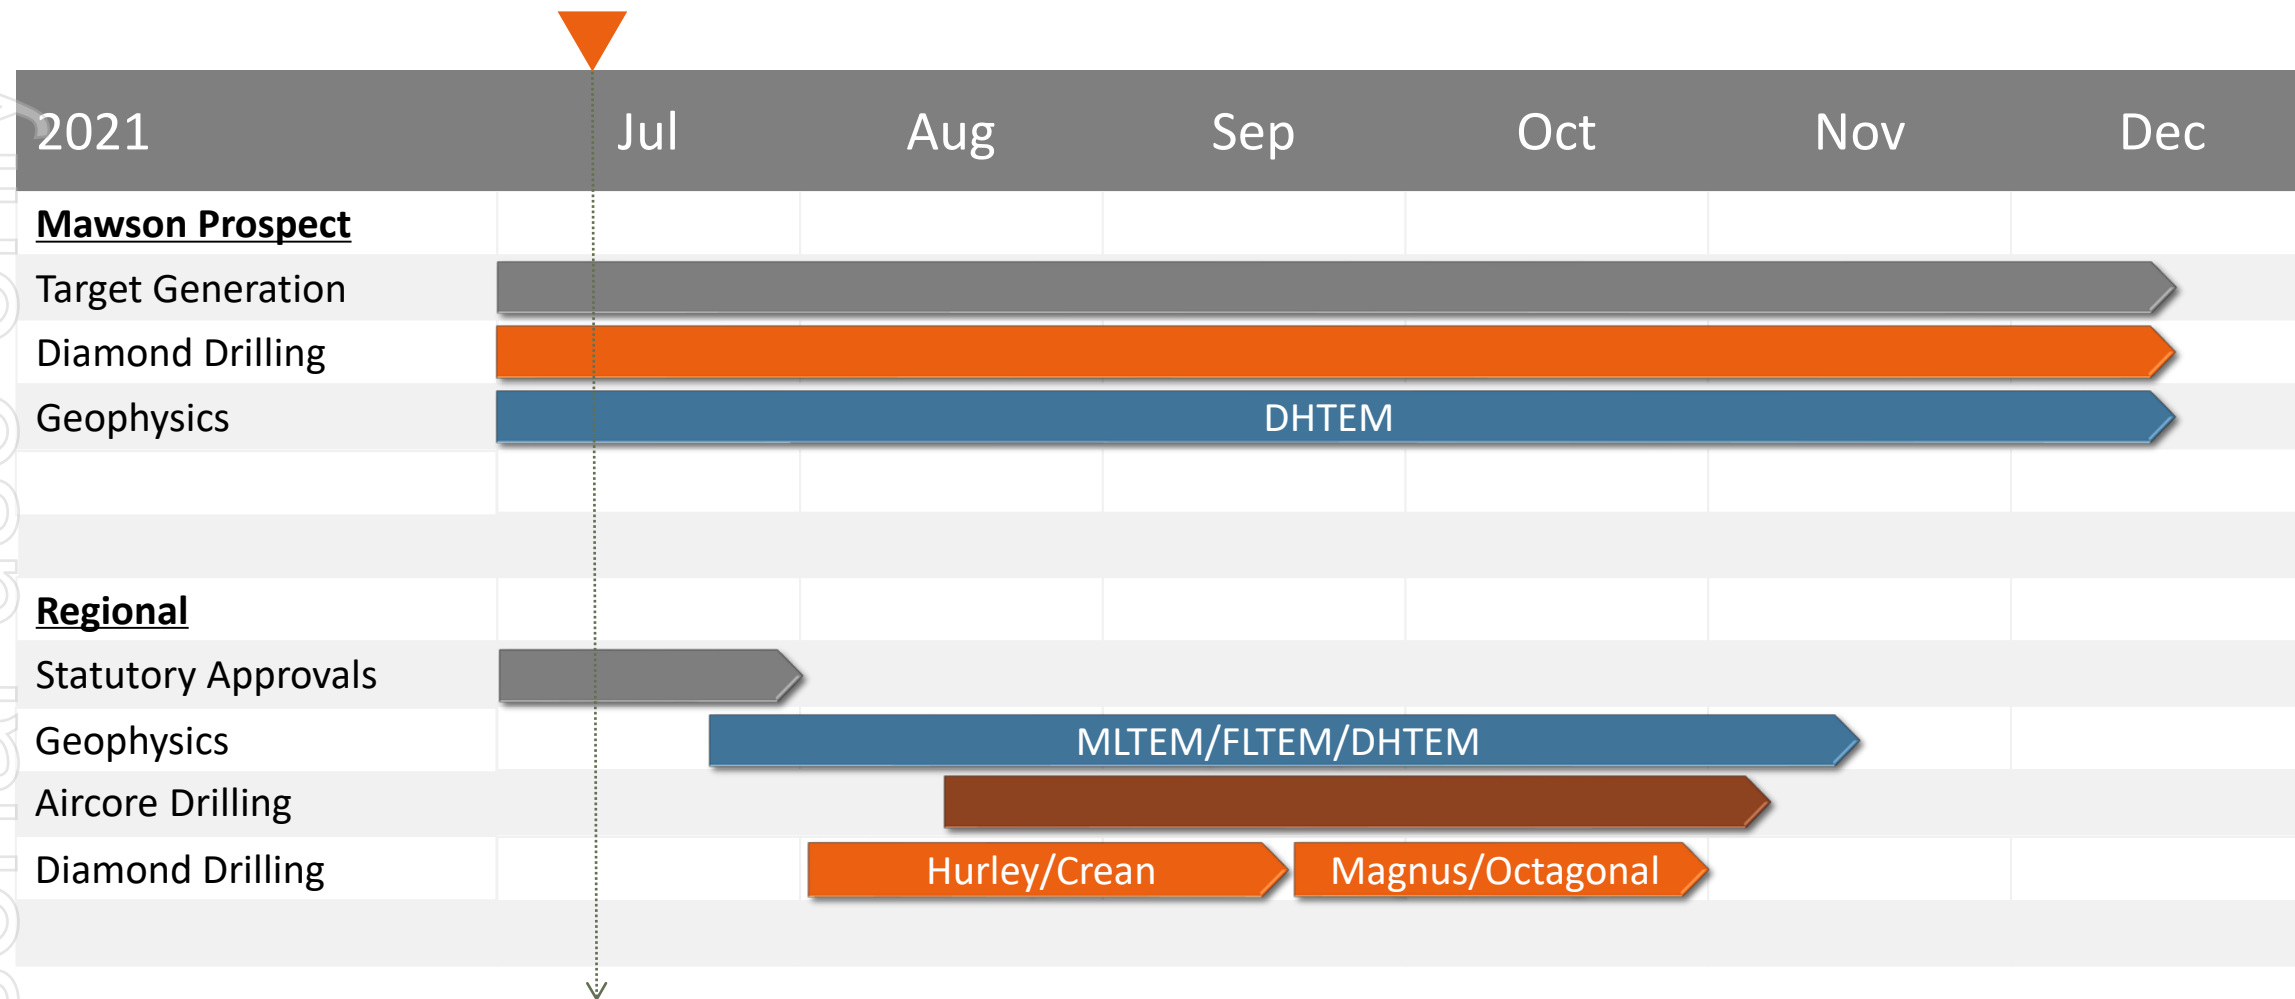 2021 Jul Aug Sep Oct Nov Dec
Mawson Prospect
Target Generation
Diamond Drilling
Geophysics DHTEM
Regional
Statutory Approvals
Geophysics MLTEM/FLTEM/DHTEM
Aircore Drilling
Diamond Drilling Hurley/Crean Magnus/Octagonal